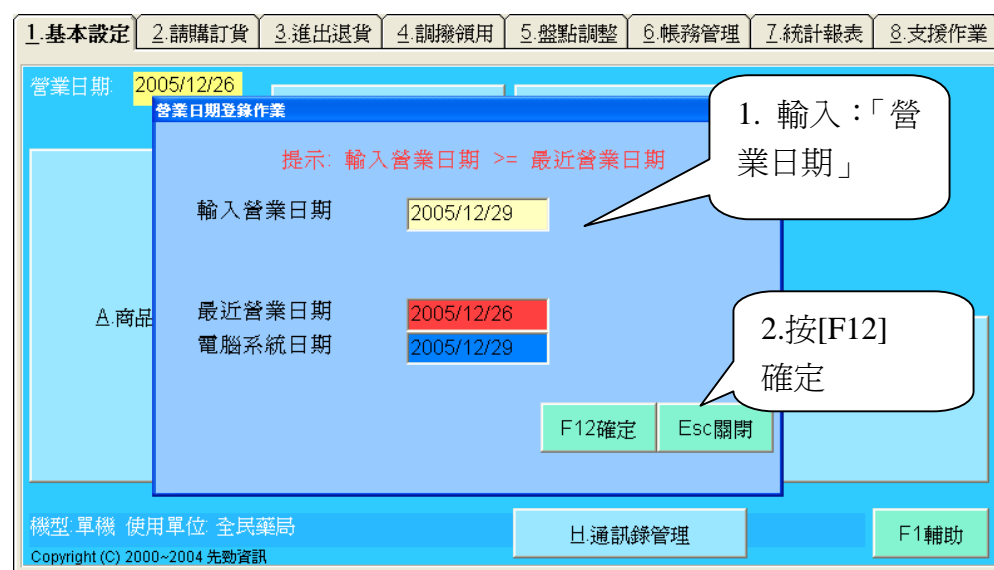 1.基本設定 2.請購訂貨 3.進出退貨 4.調撥領用 5.盤點調整 6.帳務管理 7.統計報表 8.支援作業
營業日期: 2005/12/26
營業日期登錄作業
1. 輸入：「營
業日期」
提示: 輸入營業日期 >= 最近營業日期
輸入營業日期 2005/12/29
A.商品
最近營業日期 2005/12/26
電腦系統日期 2005/12/29
2.按[F12]
確定
F12確定 Esc關閉
機型:單機 使用單位: 全民藥局
H.通訊錄管理 F1輔助
Copyright (C) 2000~2004 先勁資訊